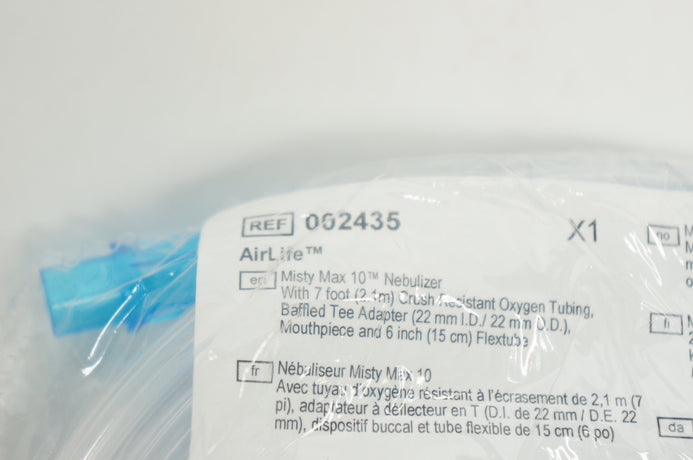 REF 002435 X1
AirLife™
en Misty Max 10™ Nebulizer
With 7 foot (2.1m) Crush Resistant Oxygen Tubing,
Baffled Tee Adapter (22 mm I.D./ 22 mm O.D.),
Mouthpiece and 6 inch (15 cm) Flextube
fr Nébuliseur Misty Max 10
Avec tuyau d'oxygène résistant à l'écrasement de 2,1 m (7
pi), adaptateur à déflecteur en T (D.I. de 22 mm / D.E. 22
mm), dispositif buccal et tube flexible de 15 cm (6 po)
no
fi
da